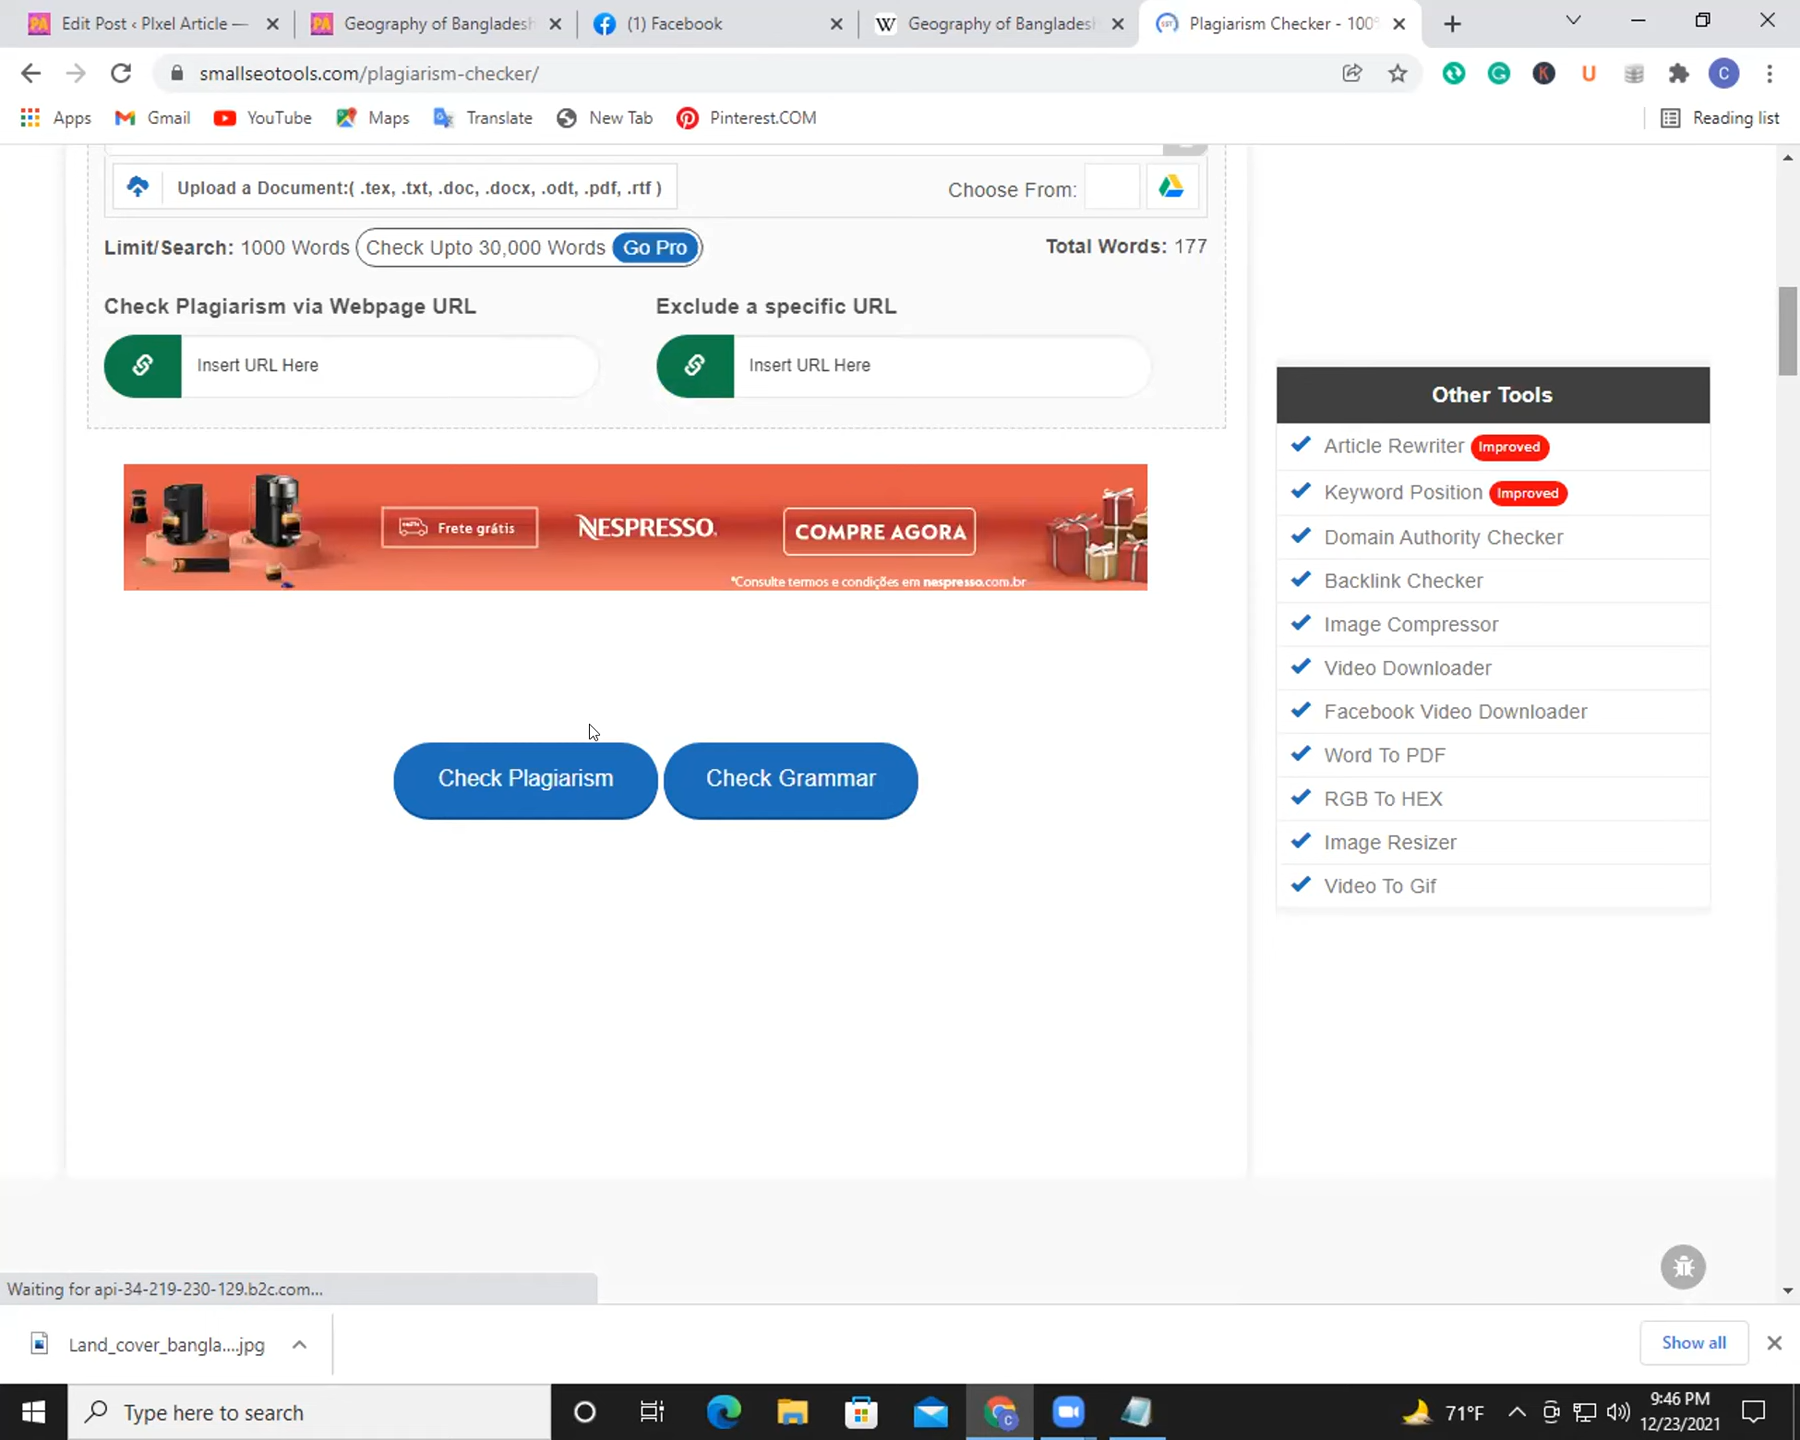 Edit Post ‹ PIxel Article —
Geography of Bangladesh
(1) Facebook
Geography of Bangladesh
Plagiarism Checker - 100%
smallseotools.com/plagiarism-checker/
Apps
Gmail
YouTube
Maps
Translate
New Tab
Pinterest.COM
Reading list
Upload a Document:( .tex, .txt, .doc, .docx, .odt, .pdf, .rtf )
Choose From:
Limit/Search: 1000 Words
Check Upto 30,000 Words
Go Pro
Total Words: 177
Check Plagiarism via Webpage URL
Exclude a specific URL
Insert URL Here
Insert URL Here
Frete grátis
NESPRESSO.
COMPRE AGORA
*Consulte termos e condições em nespresso.com.br
Check Plagiarism
Check Grammar
Other Tools
Article Rewriter Improved
Keyword Position Improved
Domain Authority Checker
Backlink Checker
Image Compressor
Video Downloader
Facebook Video Downloader
Word To PDF
RGB To HEX
Image Resizer
Video To Gif
Waiting for api-34-219-230-129.b2c.com...
Land_cover_bangla....jpg
Show all
Type here to search
71°F
9:46 PM
12/23/2021